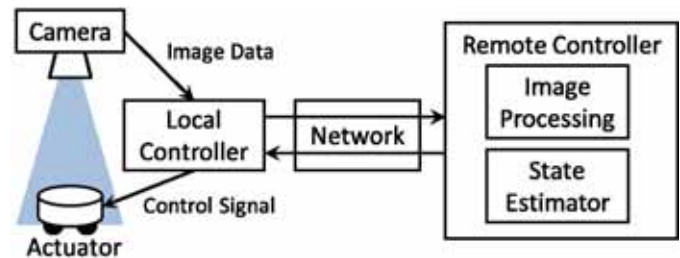 Camera
Image Data
Local
Controller
Network
Remote Controller
Image
Processing
State
Estimator
Control Signal
Actuator